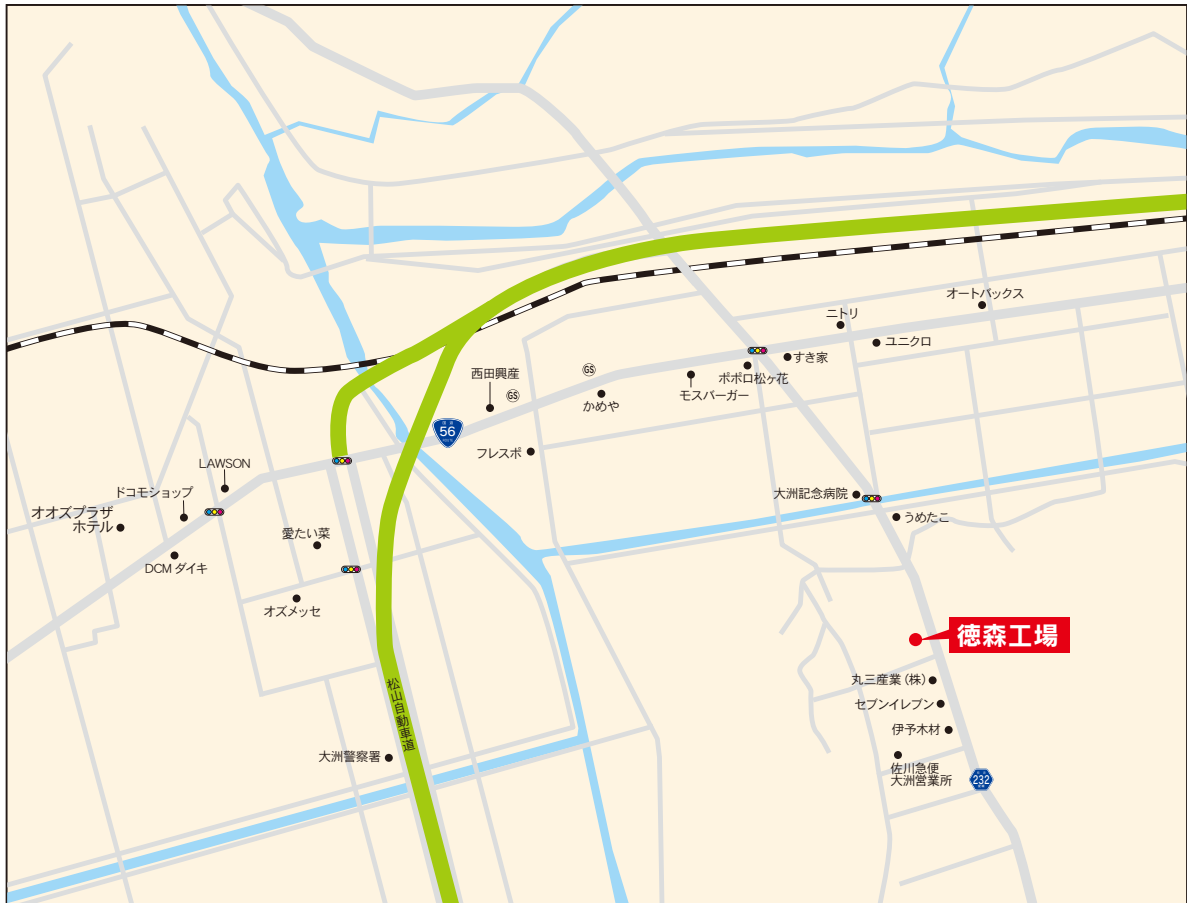 オートバックス
ニトリ
ユニクロ
すき家
ポポロ松ヶ花
モスバーガー
GS
かめや
西田興産
GS
56
フレスポ
LAWSON
ドコモショップ
オオズプラザ
ホテル
DCM ダイキ
愛たい菜
オズメッセ
大洲記念病院
うめたこ
徳森工場
丸三産業(株)
セブンイレブン
伊予木材
佐川急便
大洲営業所
232
松山自動車道
大洲警察署